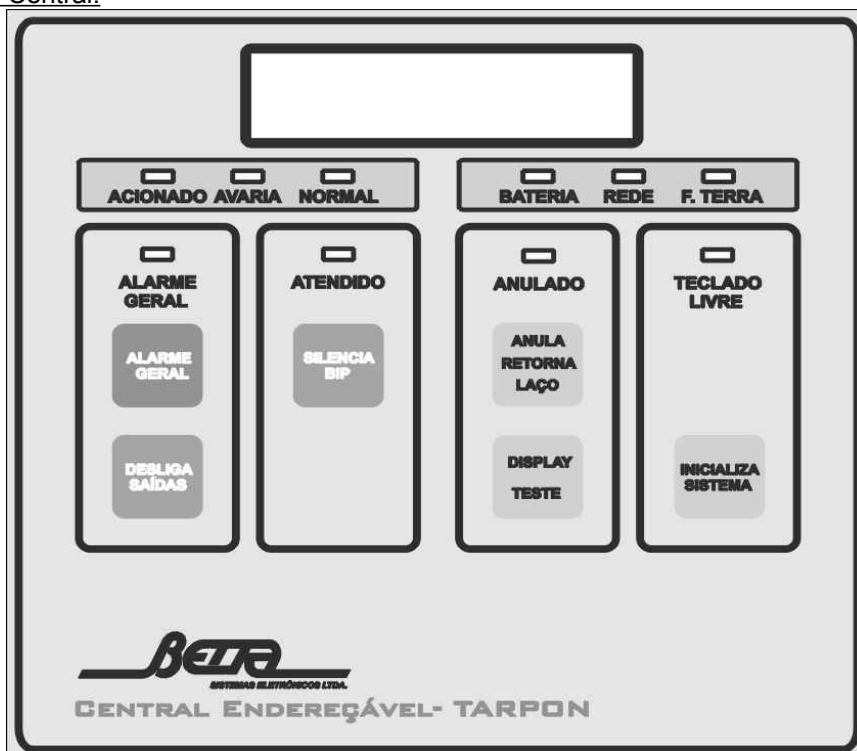 Central.
ACIONADO AVARIA NORMAL
BATERIA REDE F. TERRA
ALARME
GERAL
ALARME
GERAL
DESLIGA
SAÍDAS
ATENDIDO
SILENCIA
BIP
ANULADO
ANULA
RETORNA
LAÇO
DISPLAY
TESTE
TECLADO
LIVRE
INICIALIZA
SISTEMA
BETTA
SISTEMAS ELETRÔNICOS LTDA.
CENTRAL ENDEREÇÁVEL- TARPON